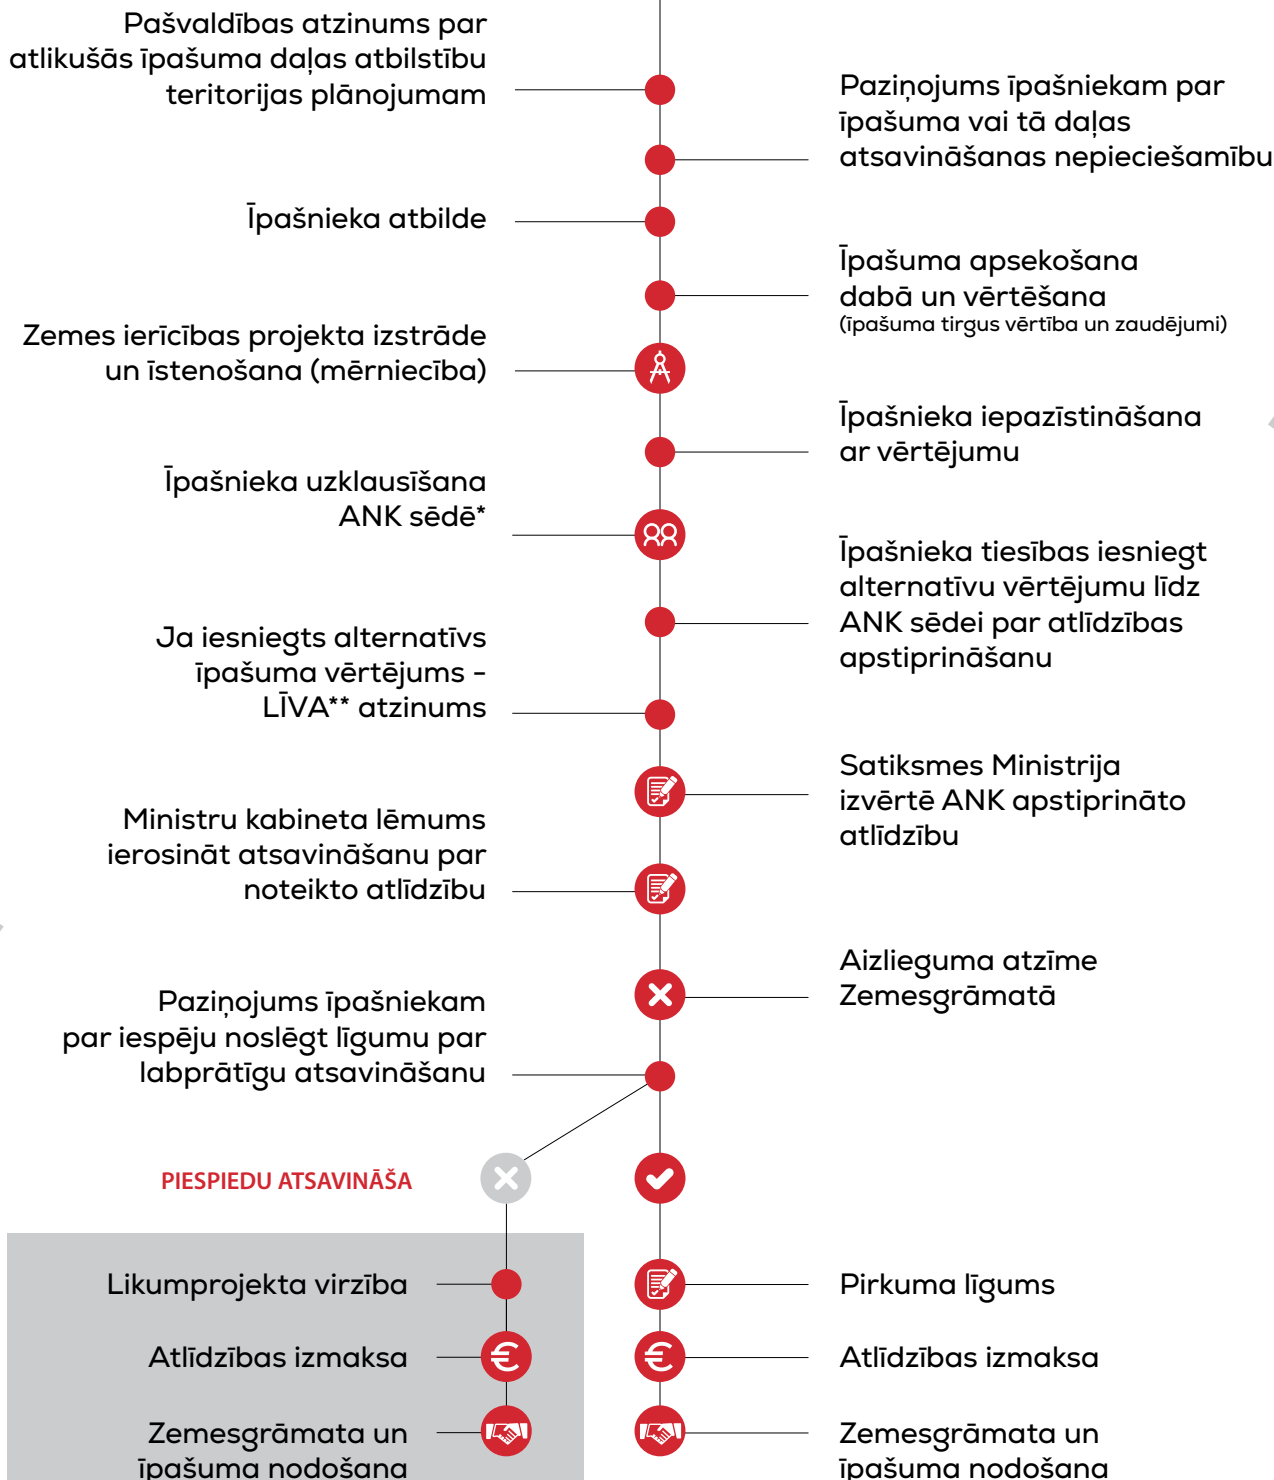 Pašvaldības atzinums par
atlikušās īpašuma daļas atbilstību
teritorijas plānojumam
Paziņojums īpašniekam par
īpašuma vai tā daļas
atsavināšanas nepieciešamību
Īpašnieka atbilde
Īpašuma apsekošana
dabā un vērtēšana
(īpašuma tirgus vērtība un zaudējumi)
Zemes ierīcības projekta izstrāde
un īstenošana (mērniecība)
Īpašnieka iepazīstināšana
ar vērtējumu
Īpašnieka uzklausīšana
ANK sēdē*
Īpašnieka tiesības iesniegt
alternatīvu vērtējumu līdz
ANK sēdei par atlīdzības
apstiprināšanu
Ja iesniegts alternatīvs
īpašuma vērtējums -
LĪVA** atzinums
Satiksmes Ministrija
izvērtē ANK apstiprināto
atlīdzību
Ministru kabineta lēmums
ierosināt atsavināšanu par
noteikto atlīdzību
Aizlieguma atzīme
Zemesgrāmatā
Paziņojums īpašniekam
par iespēju noslēgt līgumu par
labprātīgu atsavināšanu
PIESPIEDU ATSAVINĀŠA
Likumprojekta virzība
Pirkuma līgums
Atlīdzības izmaksa
Atlīdzības izmaksa
Zemesgrāmata un
īpašuma nodošana
Zemesgrāmata un
īpašuma nodošana